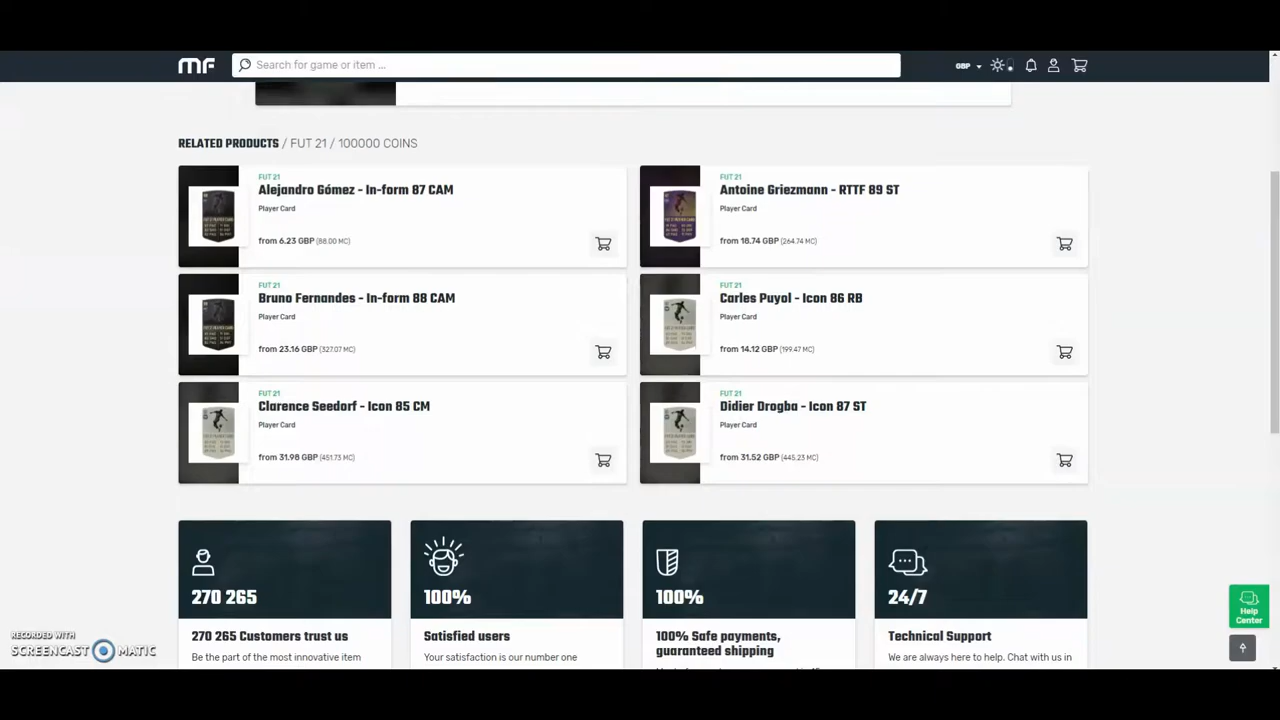 MF
Search for game or item ...
GBP
RELATED PRODUCTS / FUT 21 / 100000 COINS
FUT 21
Alejandro Gómez - In-form 87 CAM
Player Card
from 6.23 GBP (88.00 MC)
FUT 21
Antoine Griezmann - RTTF 89 ST
Player Card
from 18.74 GBP (264.74 MC)
FUT 21
Bruno Fernandes - In-form 88 CAM
Player Card
from 23.16 GBP (327.07 MC)
FUT 21
Carles Puyol - Icon 86 RB
Player Card
from 14.12 GBP (199.47 MC)
FUT 21
Clarence Seedorf - Icon 85 CM
Player Card
from 31.98 GBP (451.73 MC)
FUT 21
Didier Drogba - Icon 87 ST
Player Card
from 31.52 GBP (445.23 MC)
270 265
270 265 Customers trust us
Be the part of the most innovative item
100%
Satisfied users
Your satisfaction is our number one
100%
100% Safe payments,
guaranteed shipping
24/7
Technical Support
We are always here to help. Chat with us in
Help
Center
RECORDED WITH
SCREENCAST MATIC